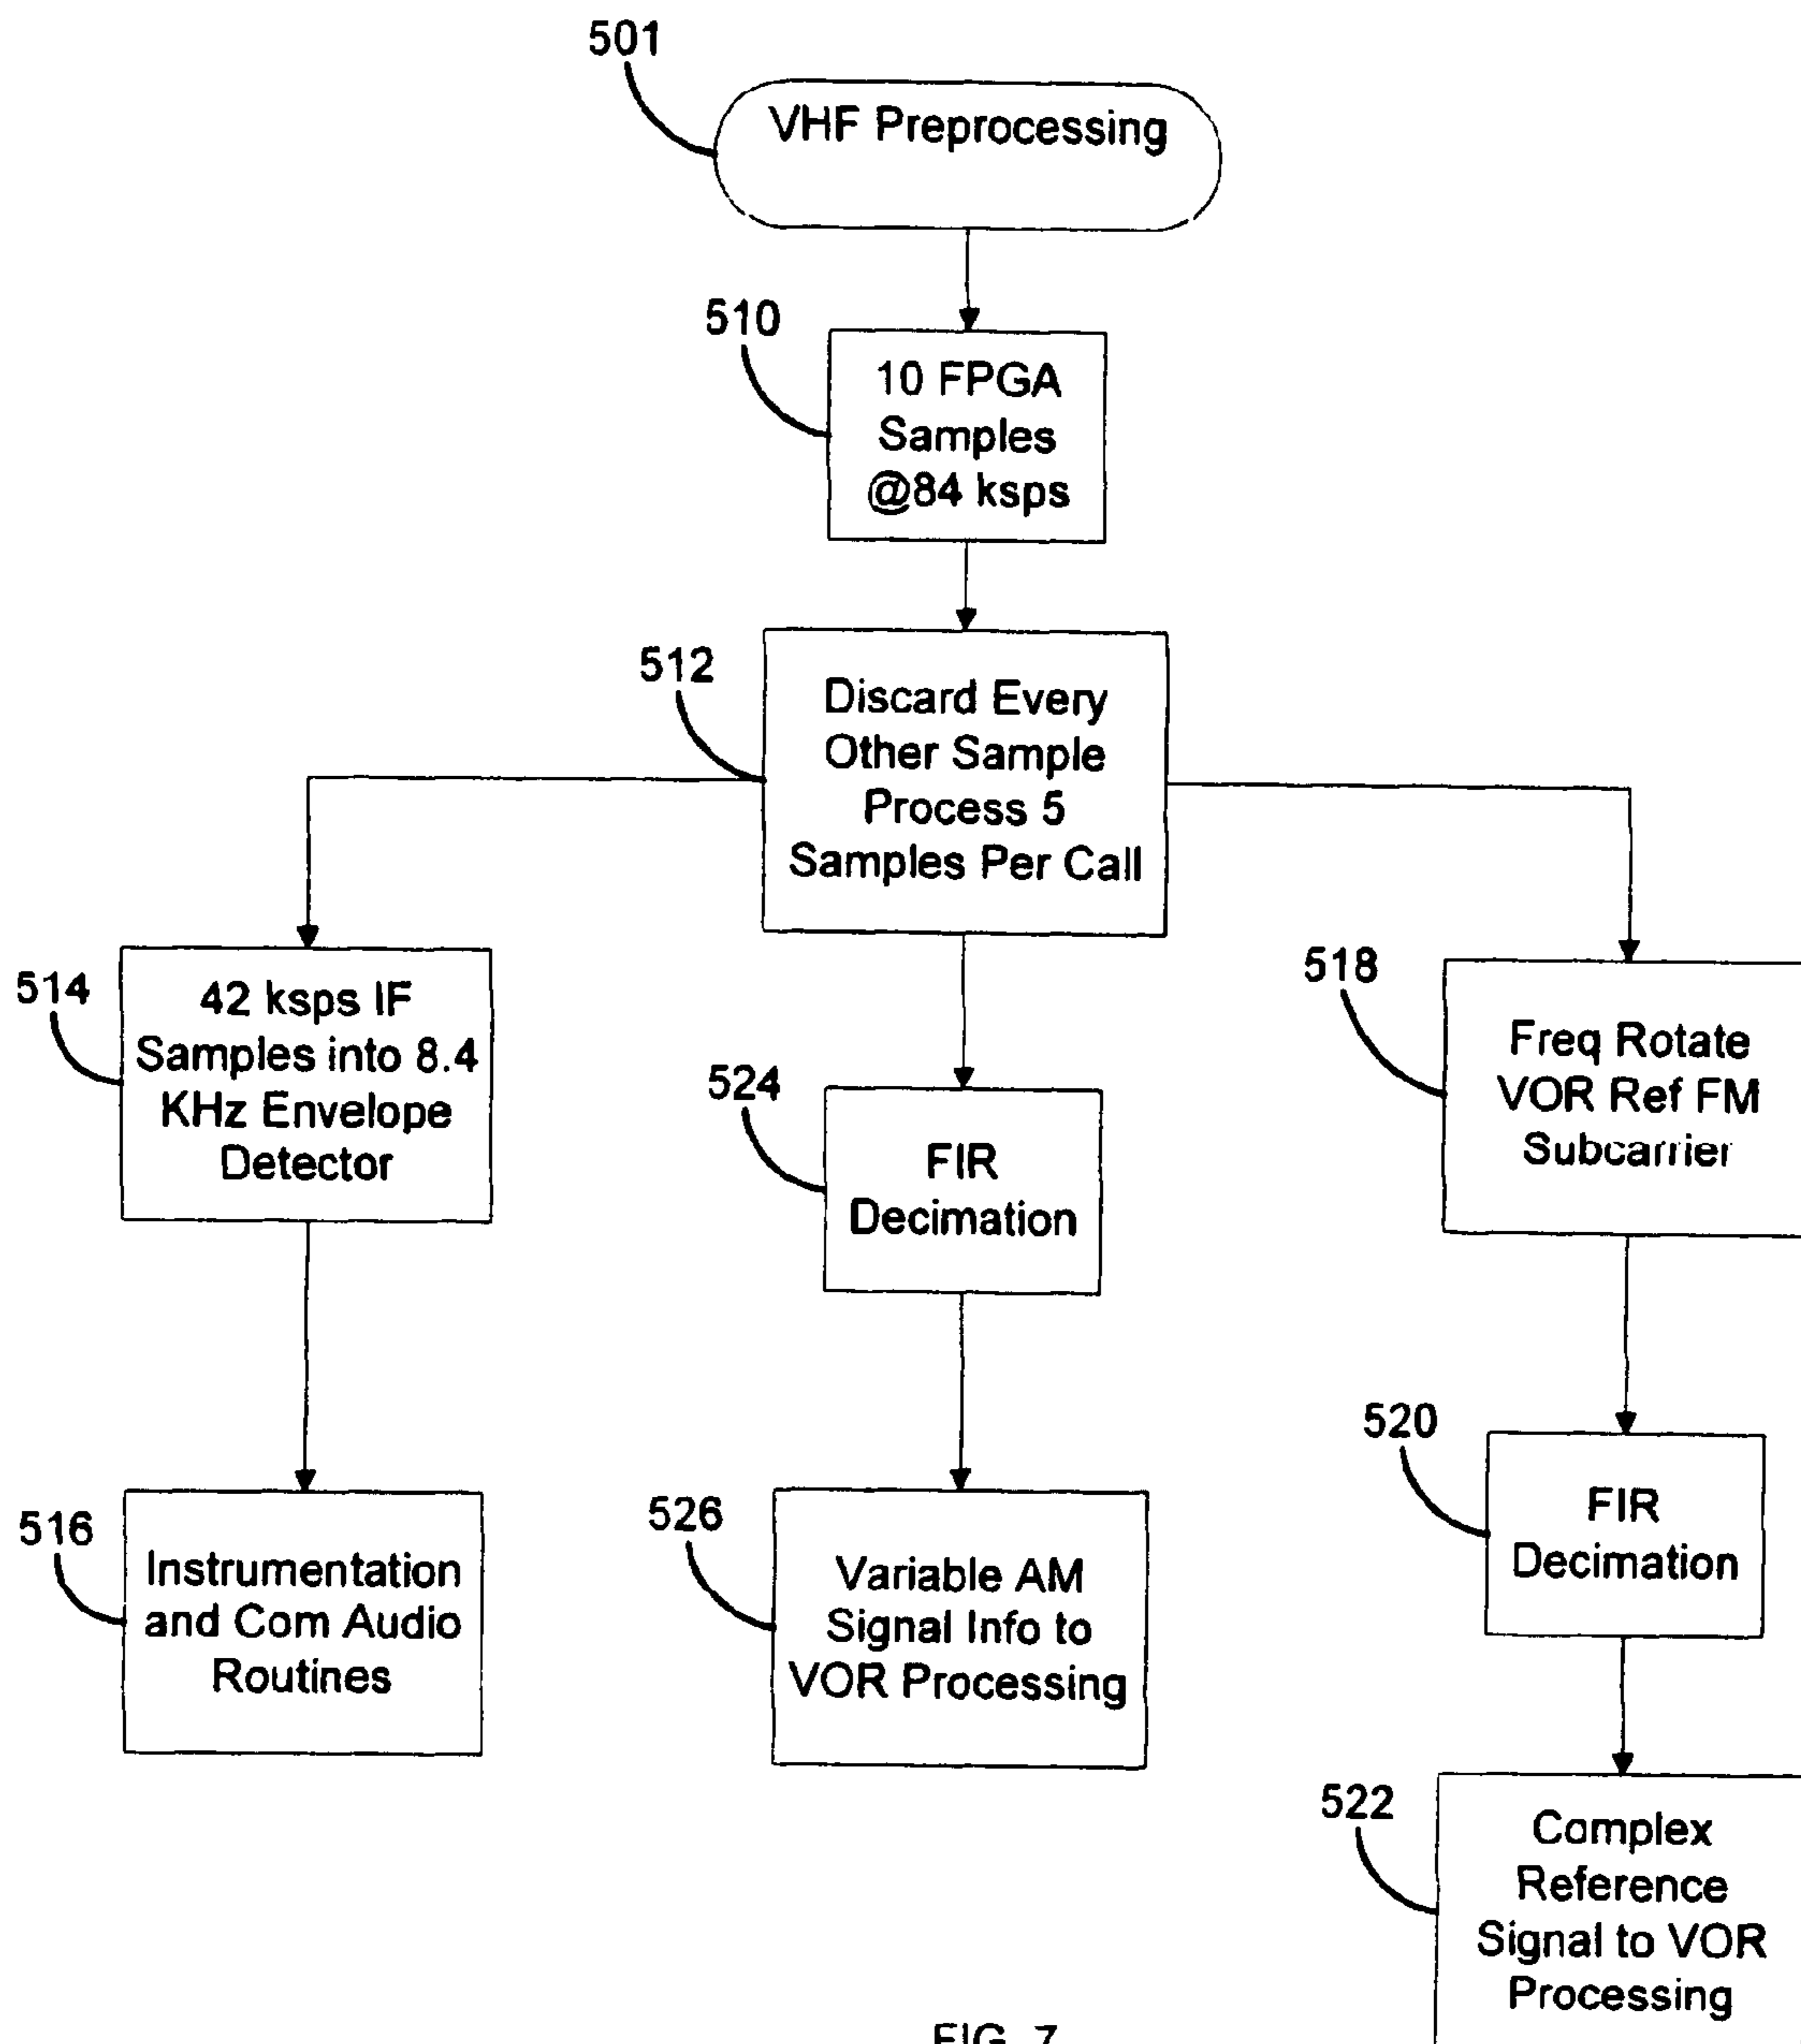 501
VHF Preprocessing
510
10 FPGA
Samples
@84 ksps
512
Discard Every
Other Sample
Process 5
Samples Per Call
514
42 ksps IF
Samples into 8.4
KHz Envelope
Detector
524
FIR
Decimation
518
Freq Rotate
VOR Ref FM
Subcarrier
516
Instrumentation
and Com Audio
Routines
526
Variable AM
Signal Info to
VOR Processing
520
FIR
Decimation
522
Complex
Reference
Signal to VOR
Processing
FIG. 7